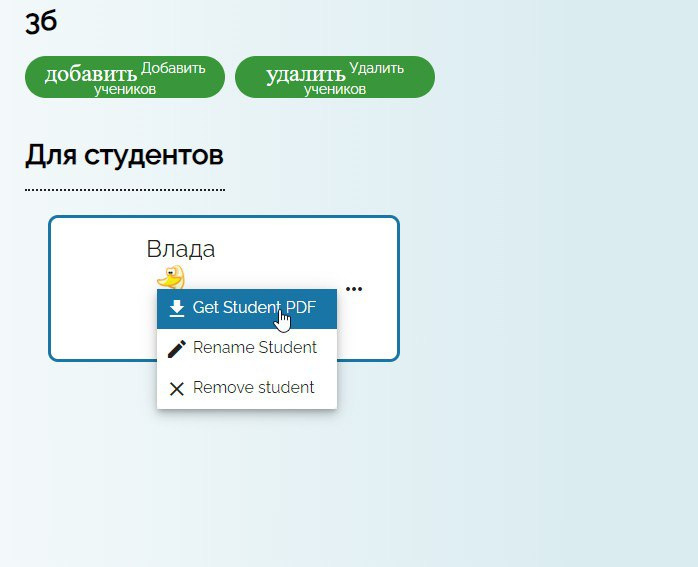 3б
добавить Добавить
учеников
удалить Удалить
учеников
Для студентов
Влада
Get Student PDF
Rename Student
Remove student